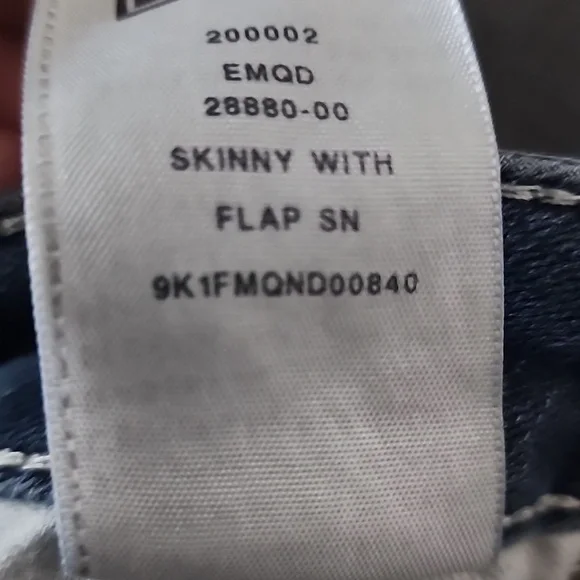 200002
EMQD
28880-00
SKINNY WITH
FLAP SN
9K1FMQND00840